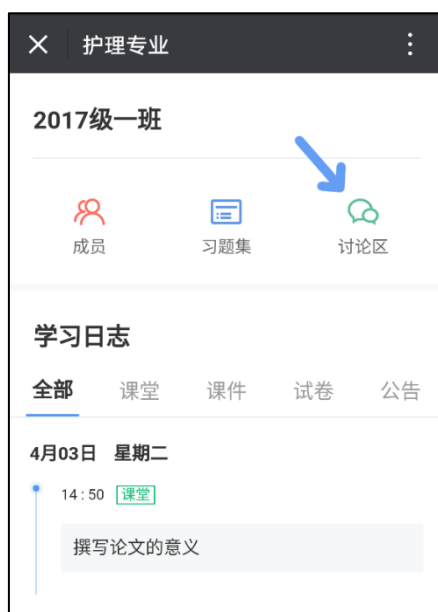 护理专业
2017级一班
成员 习题集 讨论区
学习日志
全部 课堂 课件 试卷 公告
4月03日 星期二
14:50 课堂
撰写论文的意义